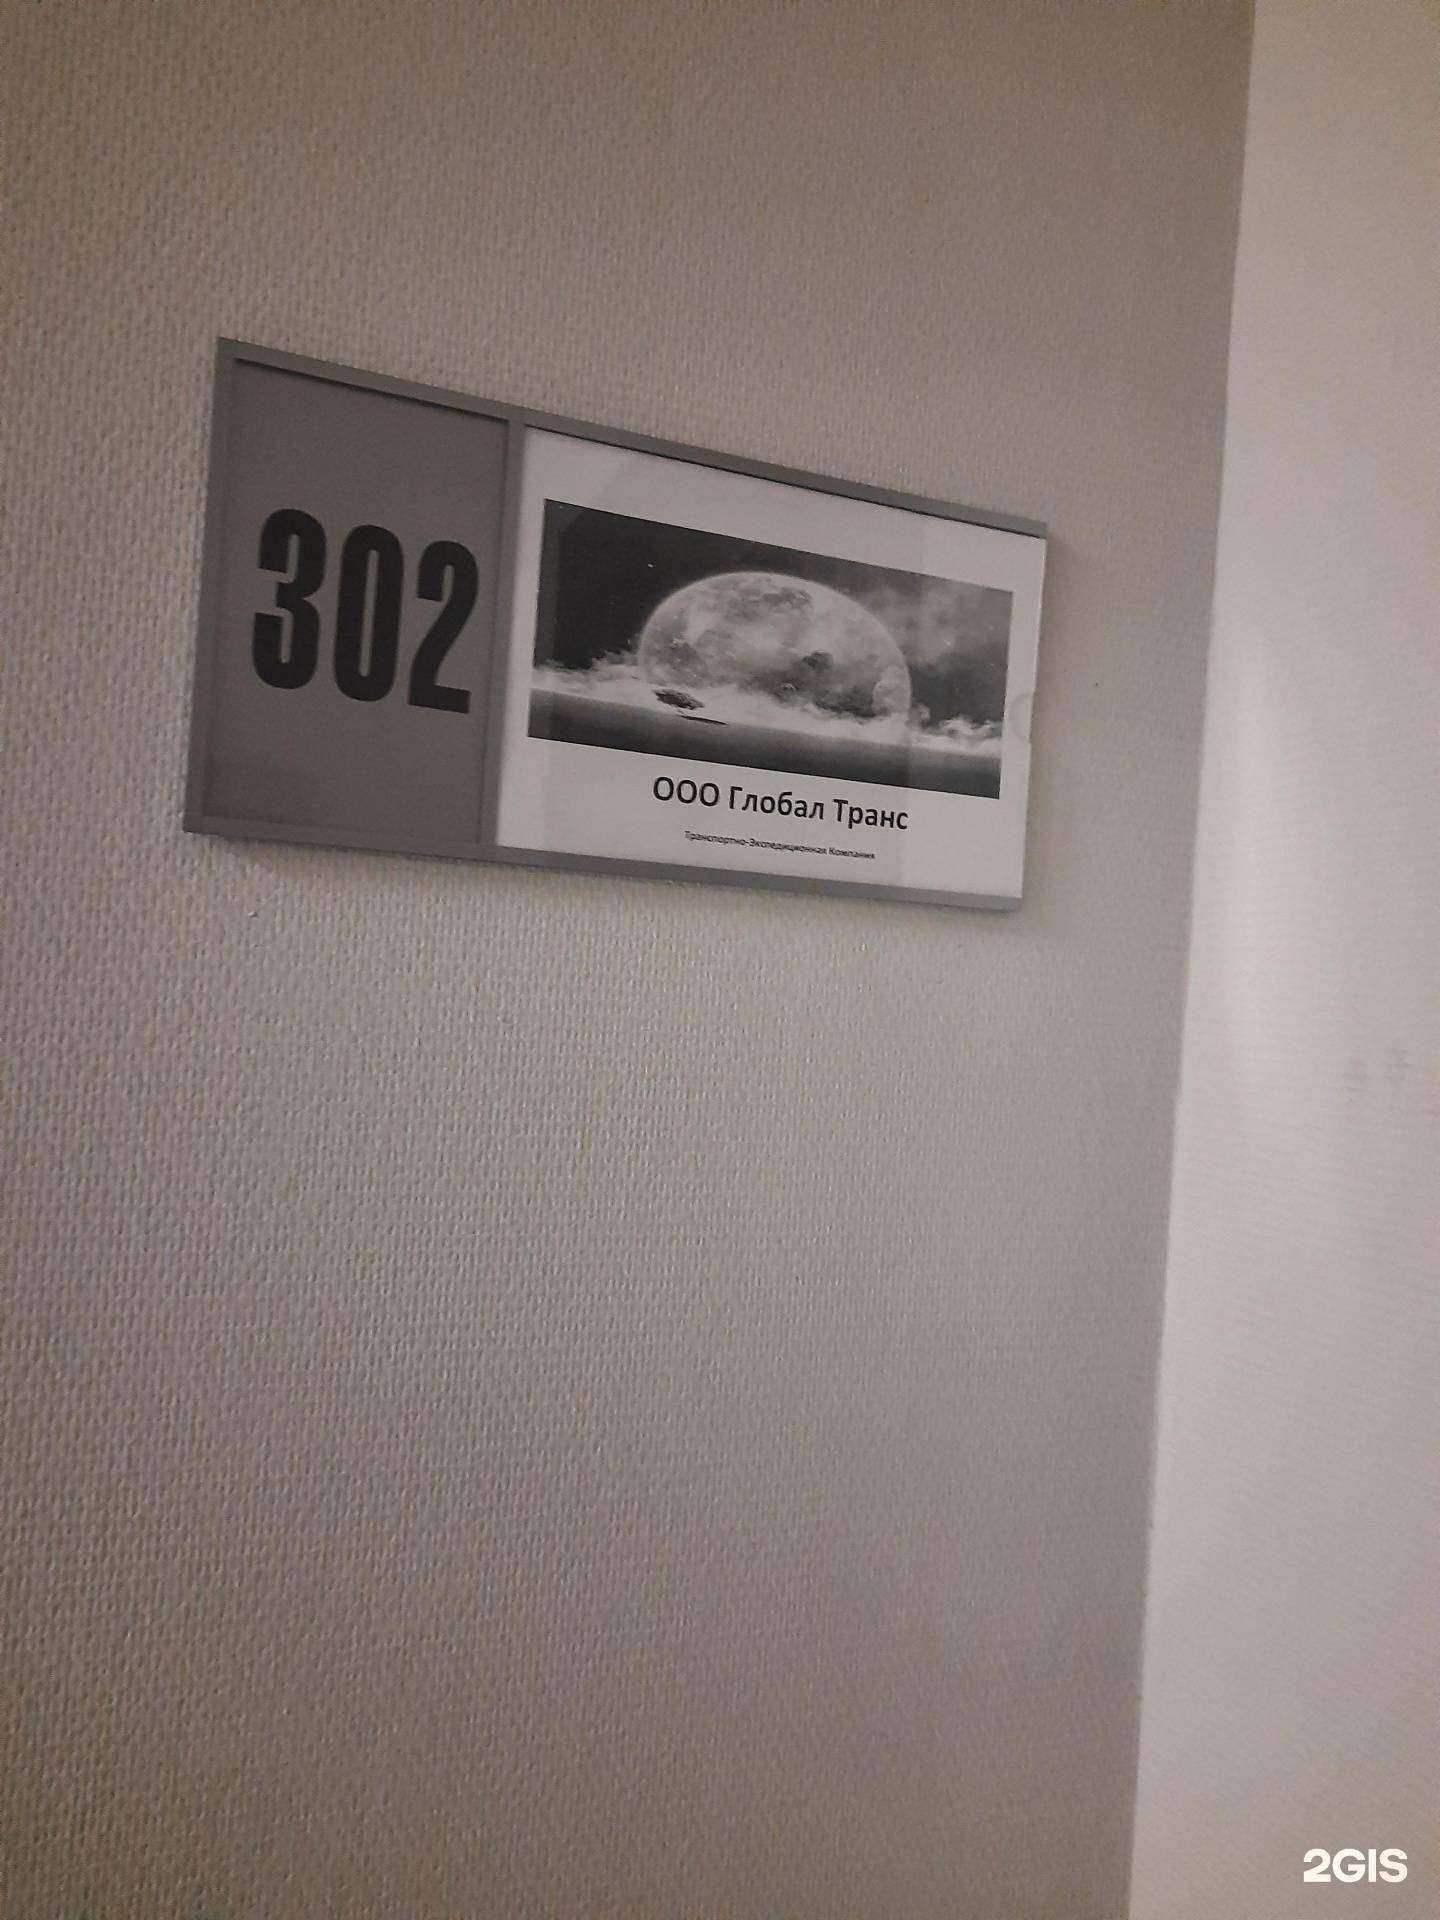 302
ООО Глобал Транс
Транспортно-Экспедиционная Компания
2GIS